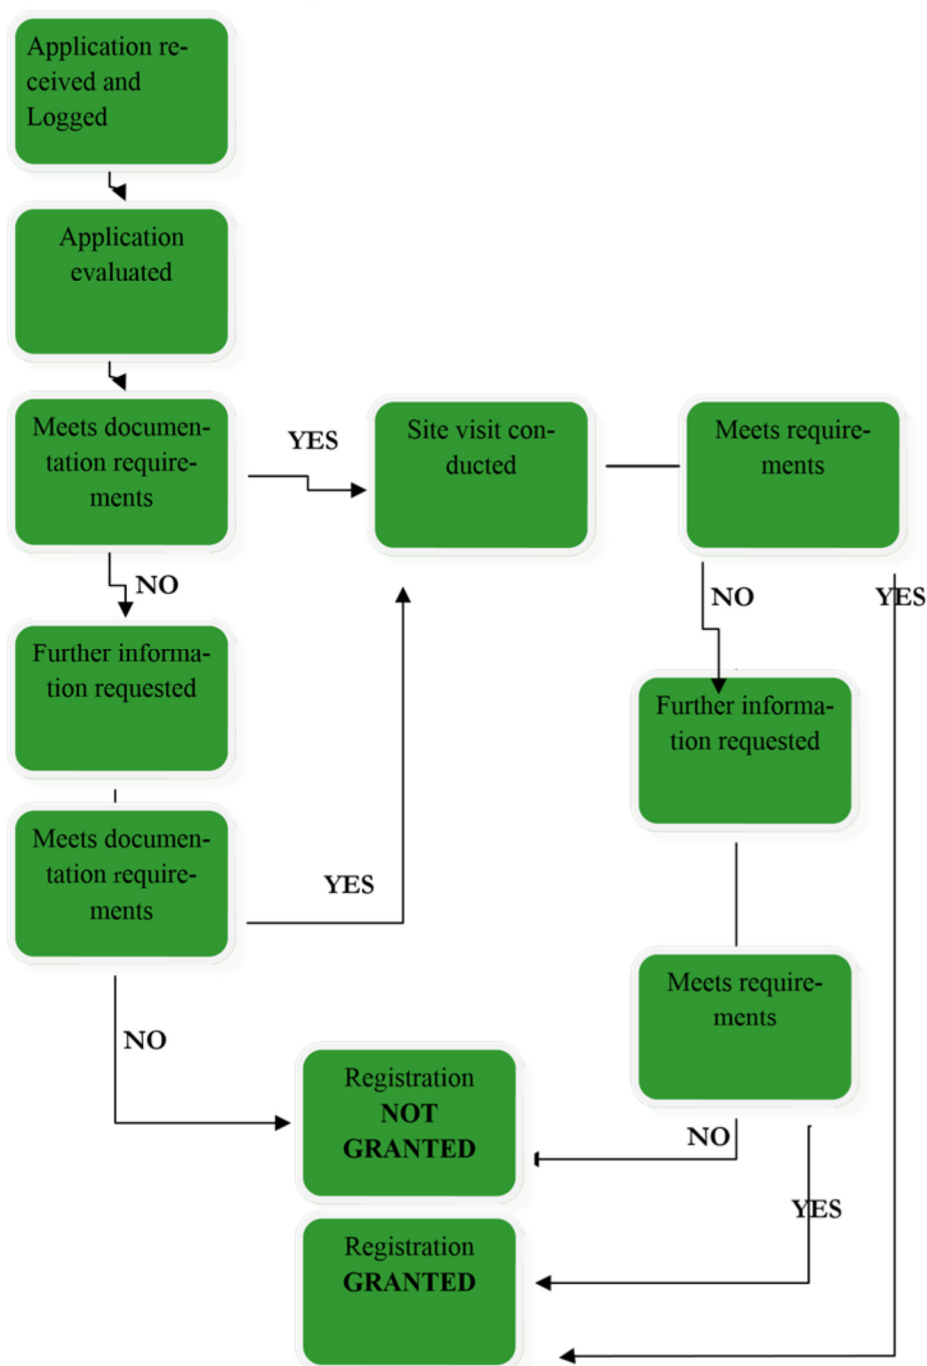 Application re-
ceived and
Logged
Application
evaluated
Meets documen-
tation require-
ments
YES
Site visit con-
ducted
Meets require-
ments
NO
NO
YES
Further informa-
tion requested
Further informa-
tion requested
Meets documen-
tation require-
ments
YES
Meets require-
ments
NO
Registration
NOT
GRANTED
NO
YES
Registration
GRANTED